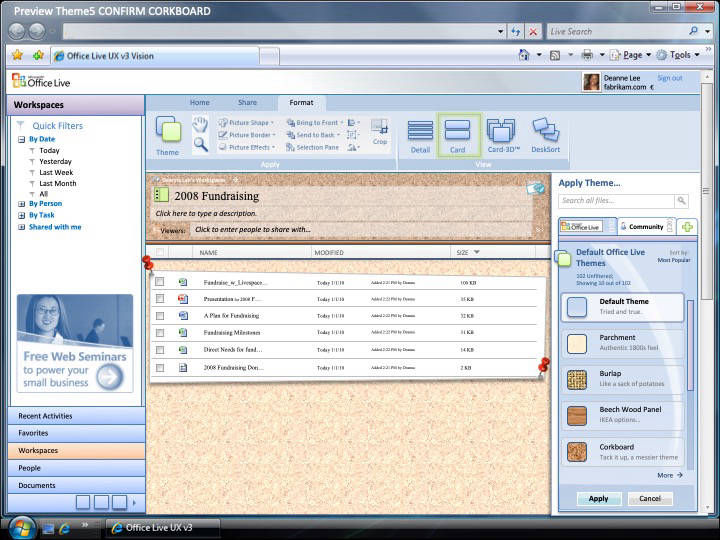 Preview Theme5 CONFIRM CORKBOARD
Live Search
Office Live UX v3 Vision
Page
Tools
Office Live
Deanne Lee
Sign out
fabrikam.com €
Workspaces
Home Share Format
Quick Filters
By Date
Today
Yesterday
Last Week
Last Month
All
By Person
By Task
Shared with me
Theme
Picture Shape
Picture Border
Picture Effects
Bring to Front
Send to Back
Selection Pane
Crop
Apply
Detail
Card
Card-3D™
DeskSort
View
2008 Fundraising
Click here to type a description.
Viewers: Click to enter people to share with...
NAME MODIFIED SIZE
Fundraise_w_Livespace... Today 1/1/10 Added 2:21 PM by Deanna 106 KB
Presentation for 2008 F... Today 1/1/10 Added 2:22 PM by Deanna 35 KB
A Plan for Fundraising Today 1/1/10 Added 2:22 PM by Deanna 32 KB
Fundraising Milestones Today 1/1/10 Added 2:22 PM by Deanna 31 KB
Direct Needs for fund... Today 1/1/10 Added 2:22 PM by Deanna 14 KB
2008 Fundraising Don... Today 1/1/10 Added 2:22 PM by Deanna 2 KB
Apply Theme...
Search all files...
Office Live
Community
Default Office Live
Themes
Sort by:
Most Popular
102 Unfiltered;
Showing 10 out of 102
Default Theme
Tried and true.
Parchment
Authentic 1800s feel
Burlap
Like a sack of potatoes
Beech Wood Panel
IKEA options...
Corkboard
Tack it up, a messier theme
More
Apply
Cancel
Free Web Seminars
to power your
small business
Recent Activities
Favorites
Workspaces
People
Documents
Office Live UX v3